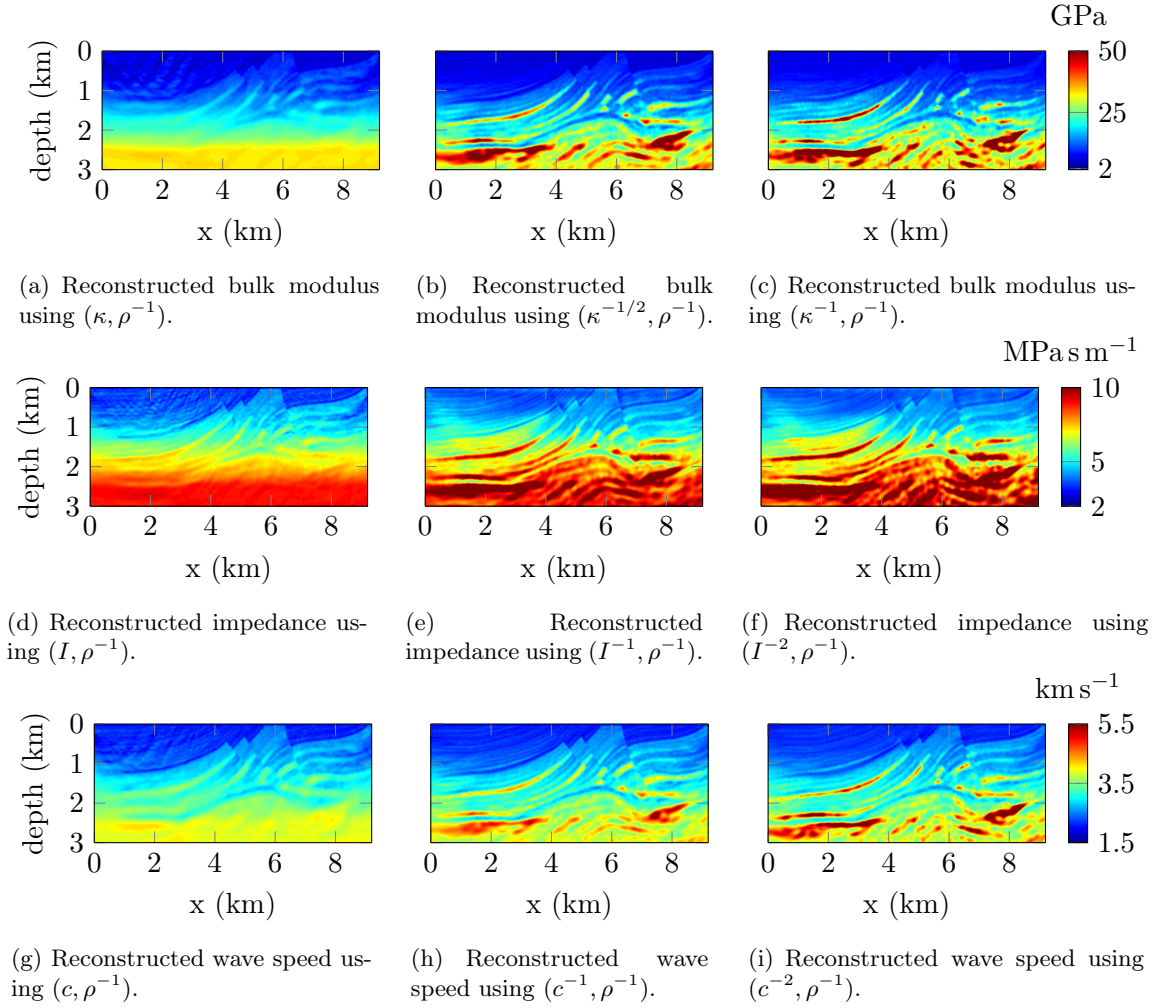 GPa
0
1
2
3
depth (km)
0 2 4 6 8
x (km)
0 2 4 6 8
x (km)
0 2 4 6 8
x (km)
50
25
2
(a) Reconstructed bulk modulus
using (κ, ρ⁻¹).
(b) Reconstructed bulk
modulus using (κ⁻¹/², ρ⁻¹).
(c) Reconstructed bulk modulus us-
ing (κ⁻¹, ρ⁻¹).
MPa s m⁻¹
0
1
2
3
depth (km)
0 2 4 6 8
x (km)
0 2 4 6 8
x (km)
0 2 4 6 8
x (km)
10
5
2
(d) Reconstructed impedance us-
ing (I, ρ⁻¹).
(e) Reconstructed
impedance using (I⁻¹, ρ⁻¹).
(f) Reconstructed impedance using
(I⁻², ρ⁻¹).
km s⁻¹
0
1
2
3
depth (km)
0 2 4 6 8
x (km)
0 2 4 6 8
x (km)
0 2 4 6 8
x (km)
5.5
3.5
1.5
(g) Reconstructed wave speed us-
ing (c, ρ⁻¹).
(h) Reconstructed wave
speed using (c⁻¹, ρ⁻¹).
(i) Reconstructed wave speed using
(c⁻², ρ⁻¹).